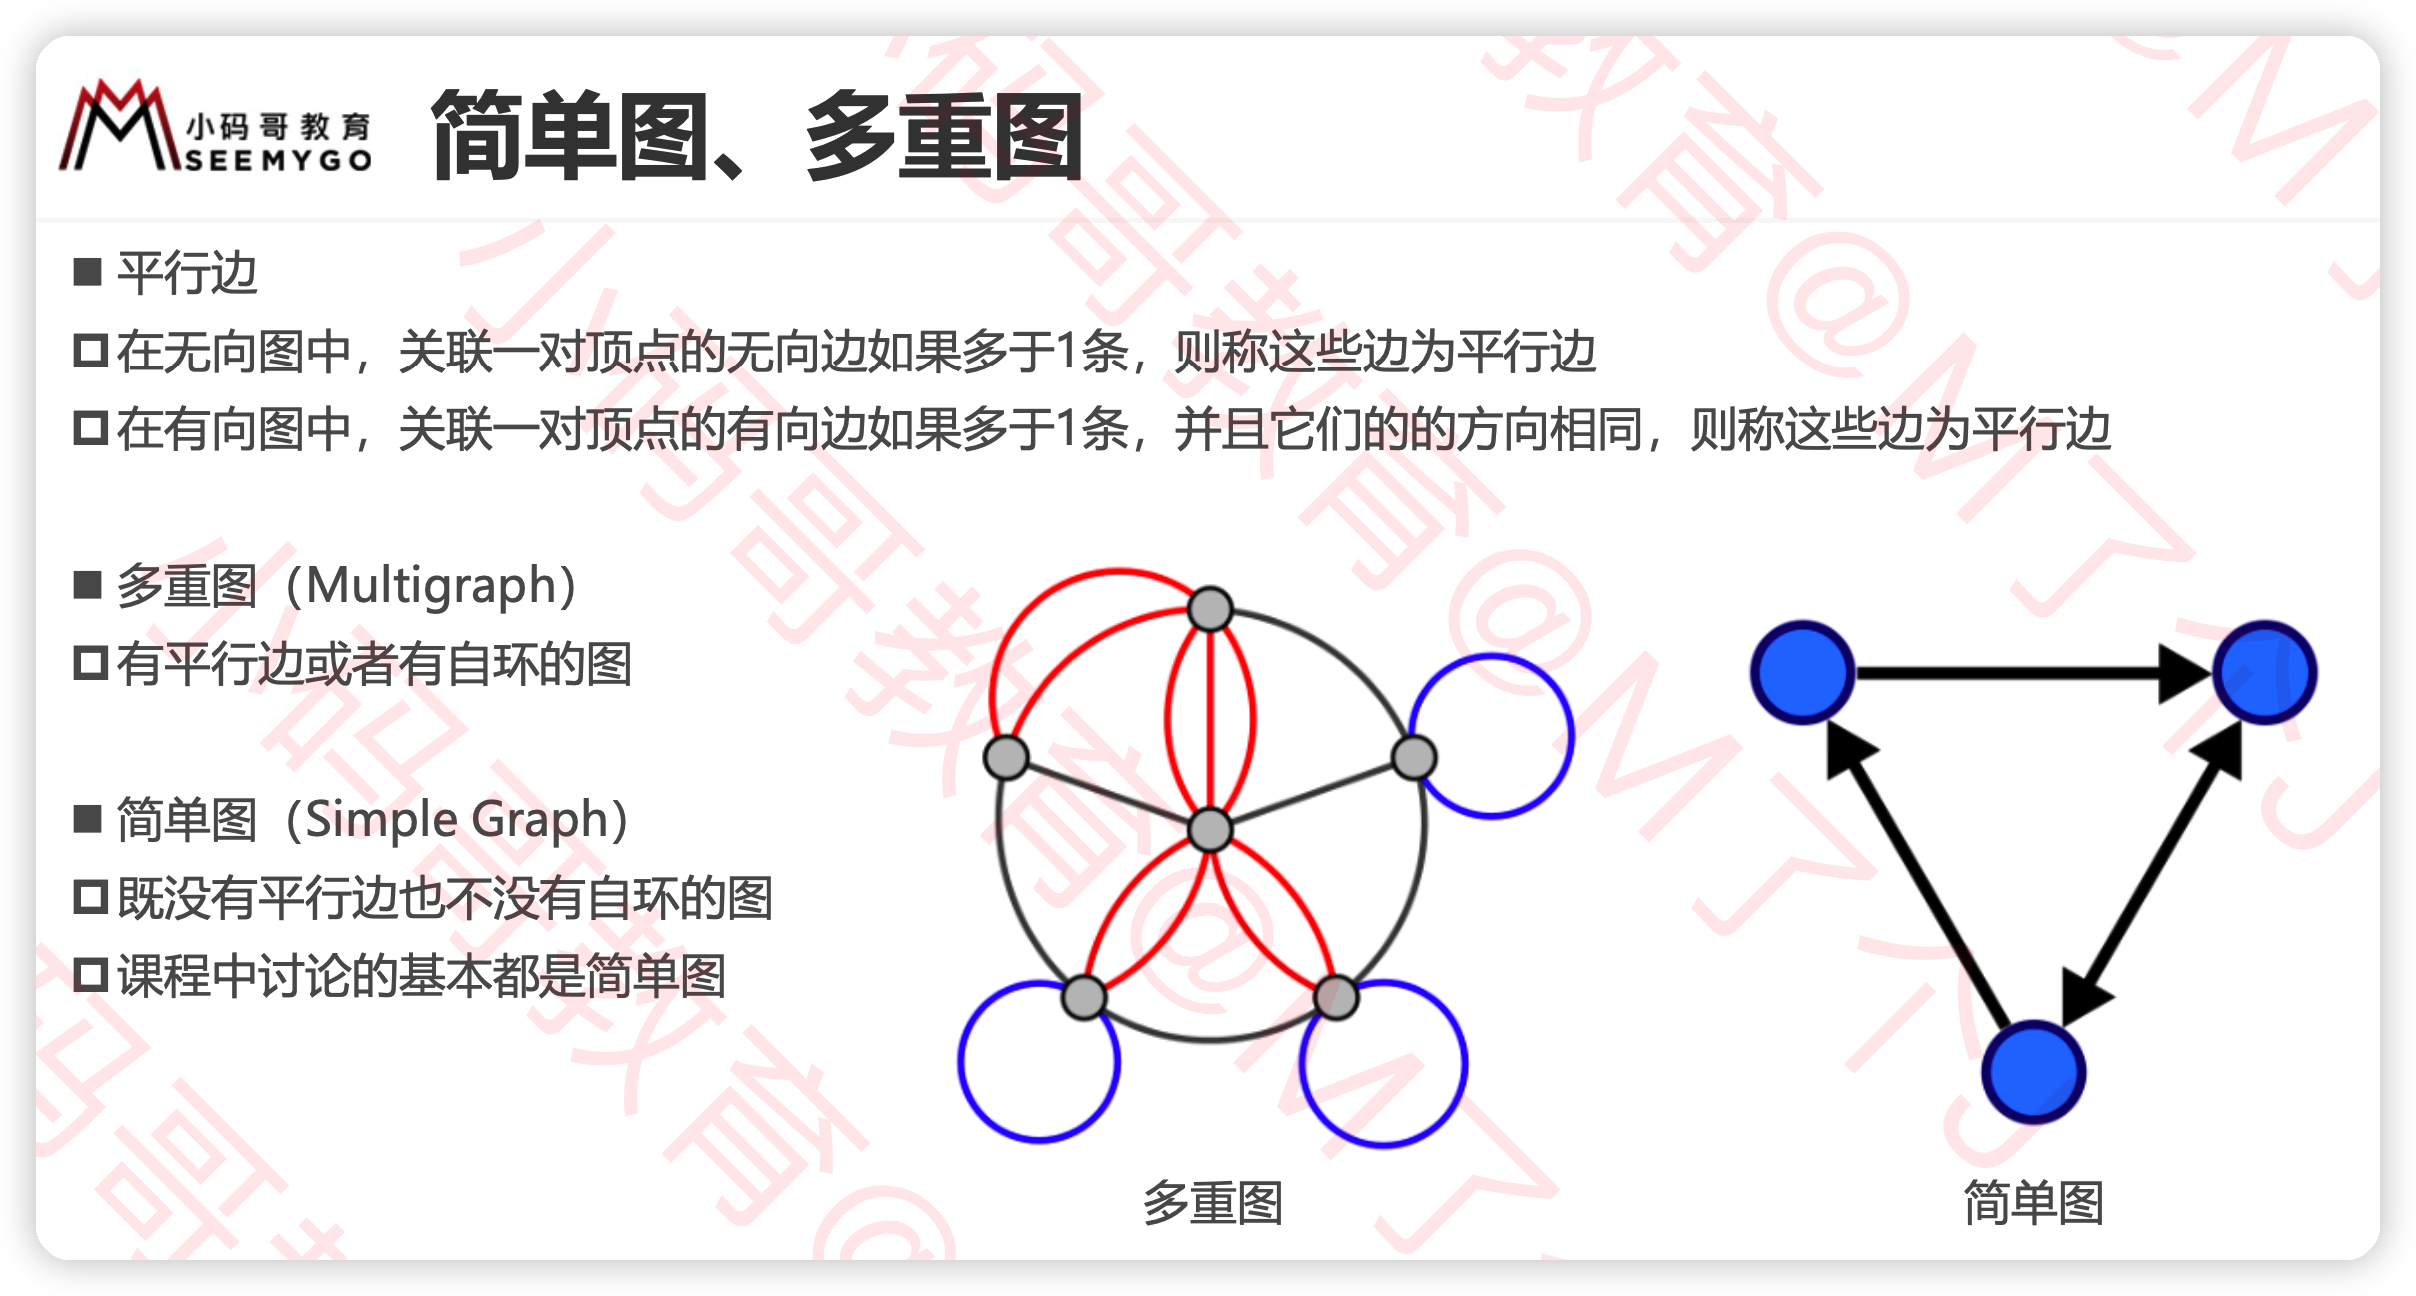 小码哥教育
SEEMYGO
简单图、多重图
平行边
在无向图中，关联一对顶点的无向边如果多于1条，则称这些边为平行边
在有向图中，关联一对顶点的有向边如果多于1条，并且它们的的方向相同，则称这些边为平行边
多重图（Multigraph）
有平行边或者有自环的图
简单图（Simple Graph）
既没有平行边也不没有自环的图
课程中讨论的基本都是简单图
多重图
简单图
小码哥教育@M了个J